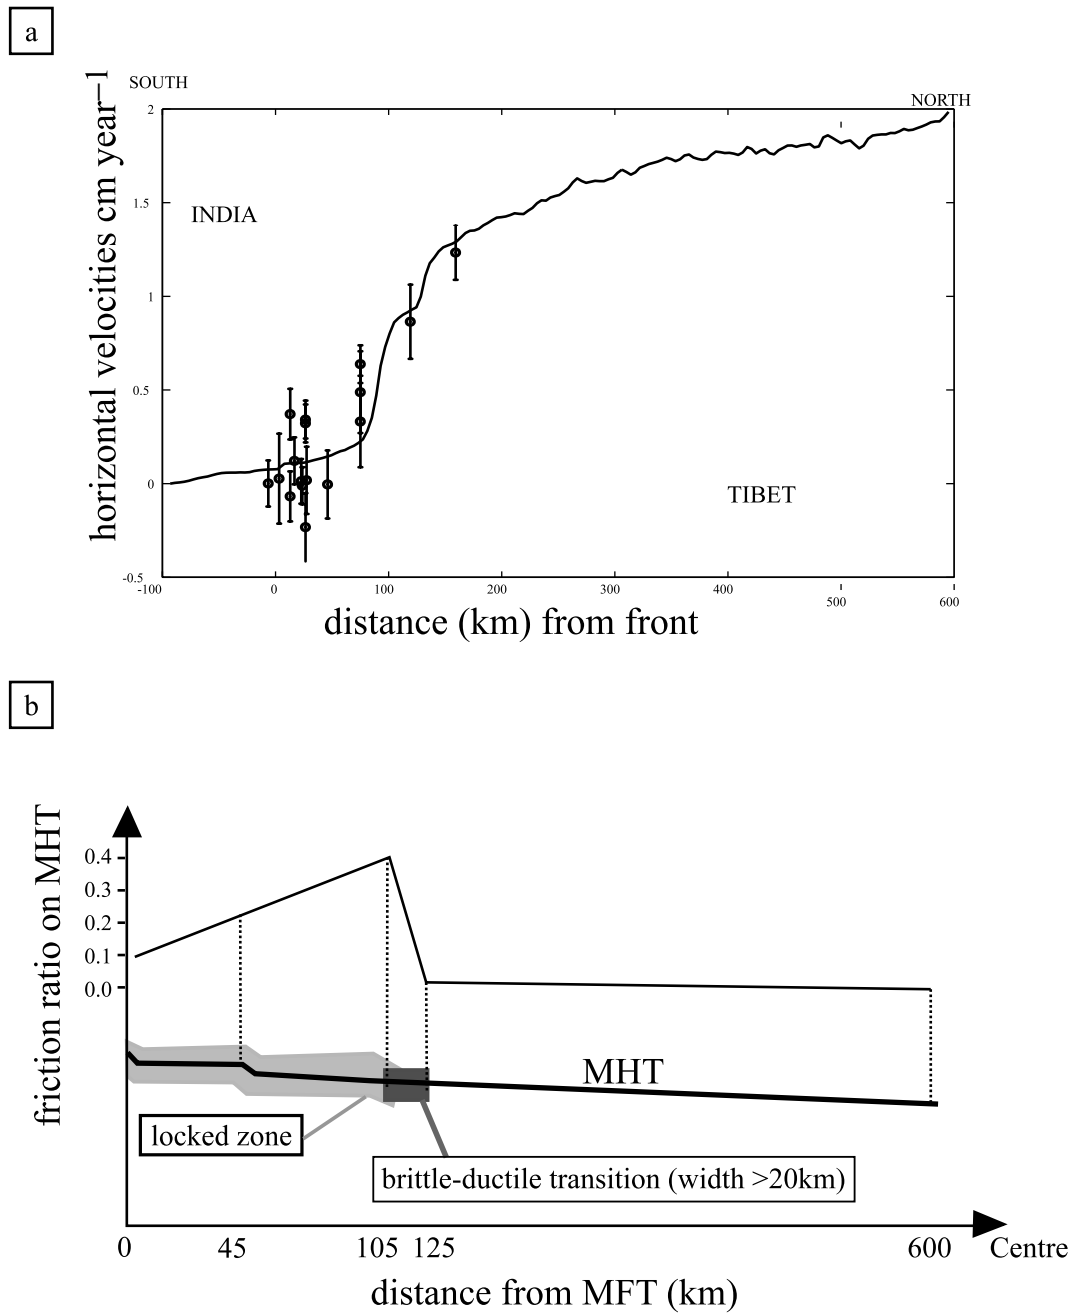 a
SOUTH
NORTH
horizontal velocities cm year−1
2
1.5
1
0.5
0
-0.5
INDIA
TIBET
-100
0
100
200
300
400
500
600
distance (km) from front
b
friction ratio on MHT
0.4
0.3
0.2
0.1
0.0
MHT
locked zone
brittle-ductile transition (width >20km)
0
45
105
125
600
Centre
distance from MFT (km)